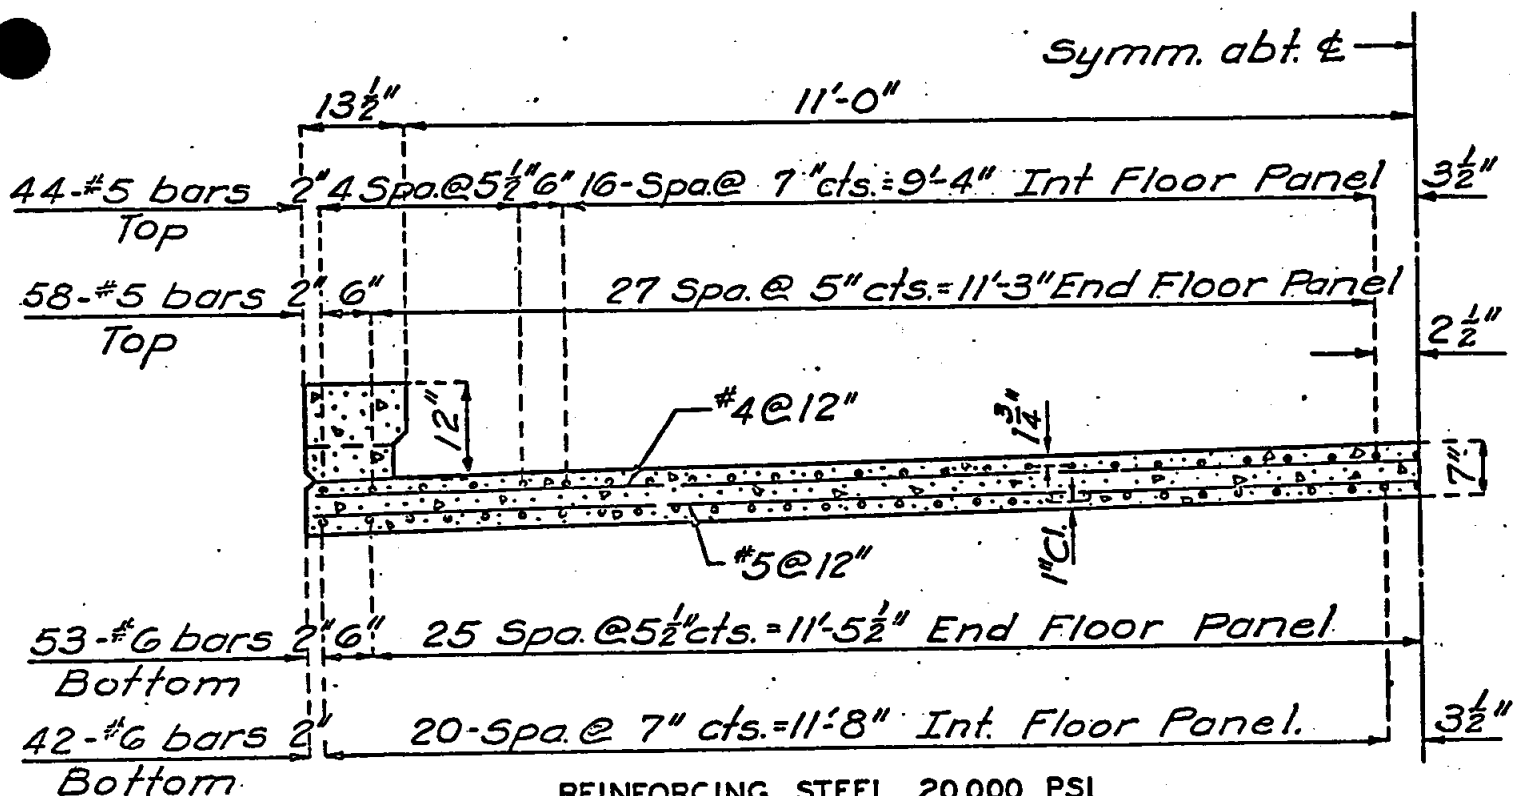 Symm. abt. ℄
13½" 11'-0"
44-#5 bars 2" 4 Spa.@5½" 6" 16-Spa.@ 7"cts.=9'-4" Int Floor Panel 3½"
Top
58-#5 bars 2" 6" 27 Spa.@ 5"cts.=11'-3" End Floor Panel
Top
2½"
12"
#4@12"
1¾"
7"
#5@12"
1"Cl.
53-#6 bars 2" 6" 25 Spa.@5½"cts.=11'-5½" End Floor Panel
Bottom
42-#6 bars 2" 20-Spa.@ 7" cts.=11'-8" Int. Floor Panel. 3½"
Bottom
REINFORCING STEEL 20,000 PSI